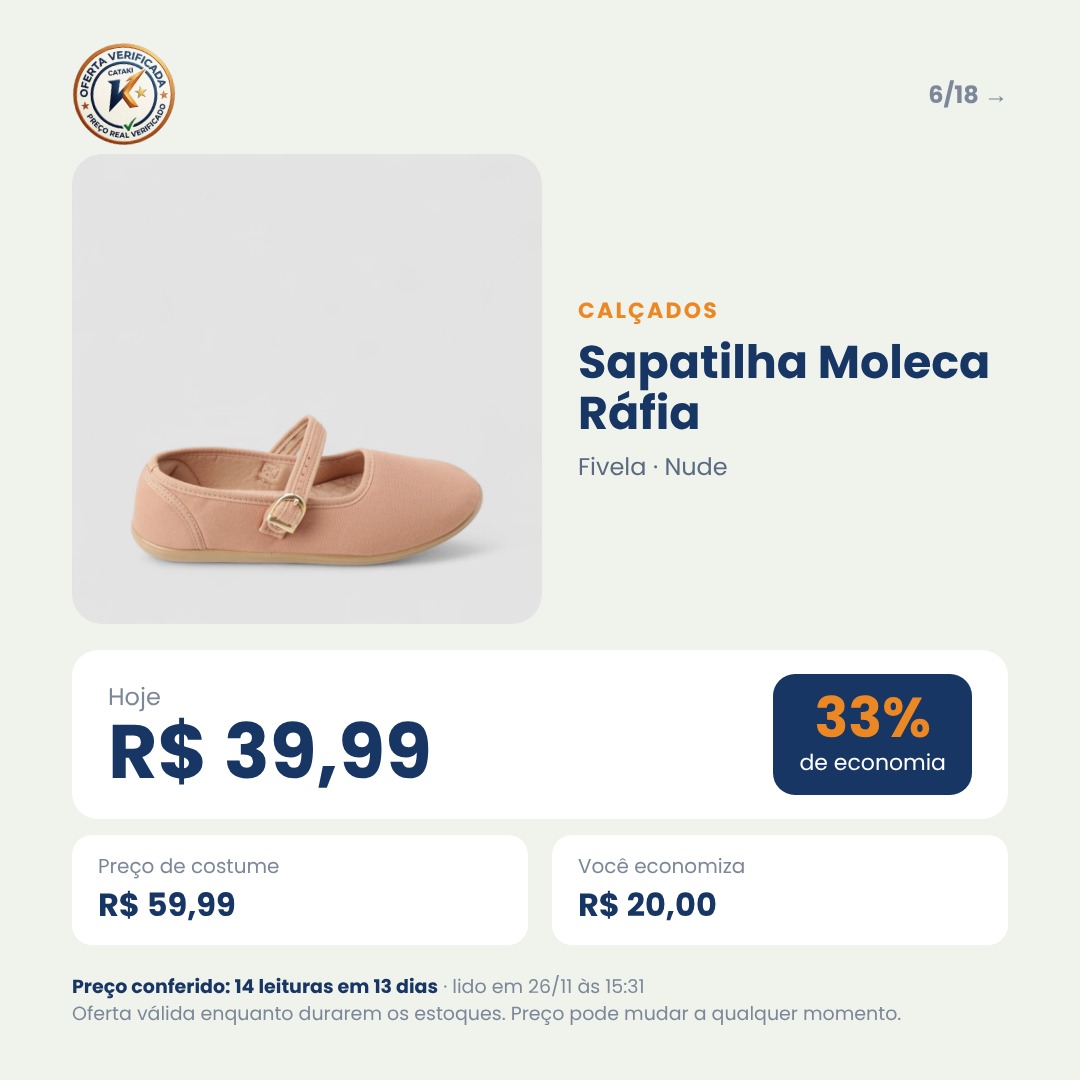 OFERTA VERIFICADA
CATAKI
K
PREÇO REAL VERIFICADO
6/18 →
CALÇADOS
Sapatilha Moleca
Ráfia
Fivela · Nude
Hoje
R$ 39,99
33%
de economia
Preço de costume
R$ 59,99
Você economiza
R$ 20,00
Preço conferido: 14 leituras em 13 dias · lido em 26/11 às 15:31
Oferta válida enquanto durarem os estoques. Preço pode mudar a qualquer momento.